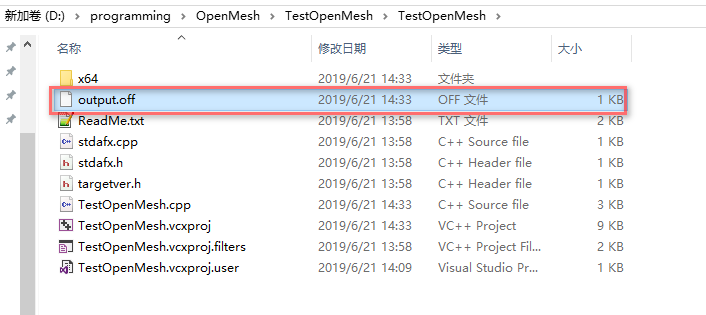 新加卷 (D:) > programming > OpenMesh > TestOpenMesh > TestOpenMesh >
名称 修改日期 类型 大小
x64 2019/6/21 14:33 文件夹
output.off 2019/6/21 14:33 OFF 文件 1 KB
ReadMe.txt 2019/6/21 13:58 TXT 文件 2 KB
stdafx.cpp 2019/6/21 13:58 C++ Source file 1 KB
stdafx.h 2019/6/21 13:58 C++ Header file 1 KB
targetver.h 2019/6/21 13:58 C++ Header file 1 KB
TestOpenMesh.cpp 2019/6/21 14:33 C++ Source file 3 KB
TestOpenMesh.vcxproj 2019/6/21 14:33 VC++ Project 9 KB
TestOpenMesh.vcxproj.filters 2019/6/21 13:58 VC++ Project Fil... 2 KB
TestOpenMesh.vcxproj.user 2019/6/21 14:09 Visual Studio Pr... 1 KB